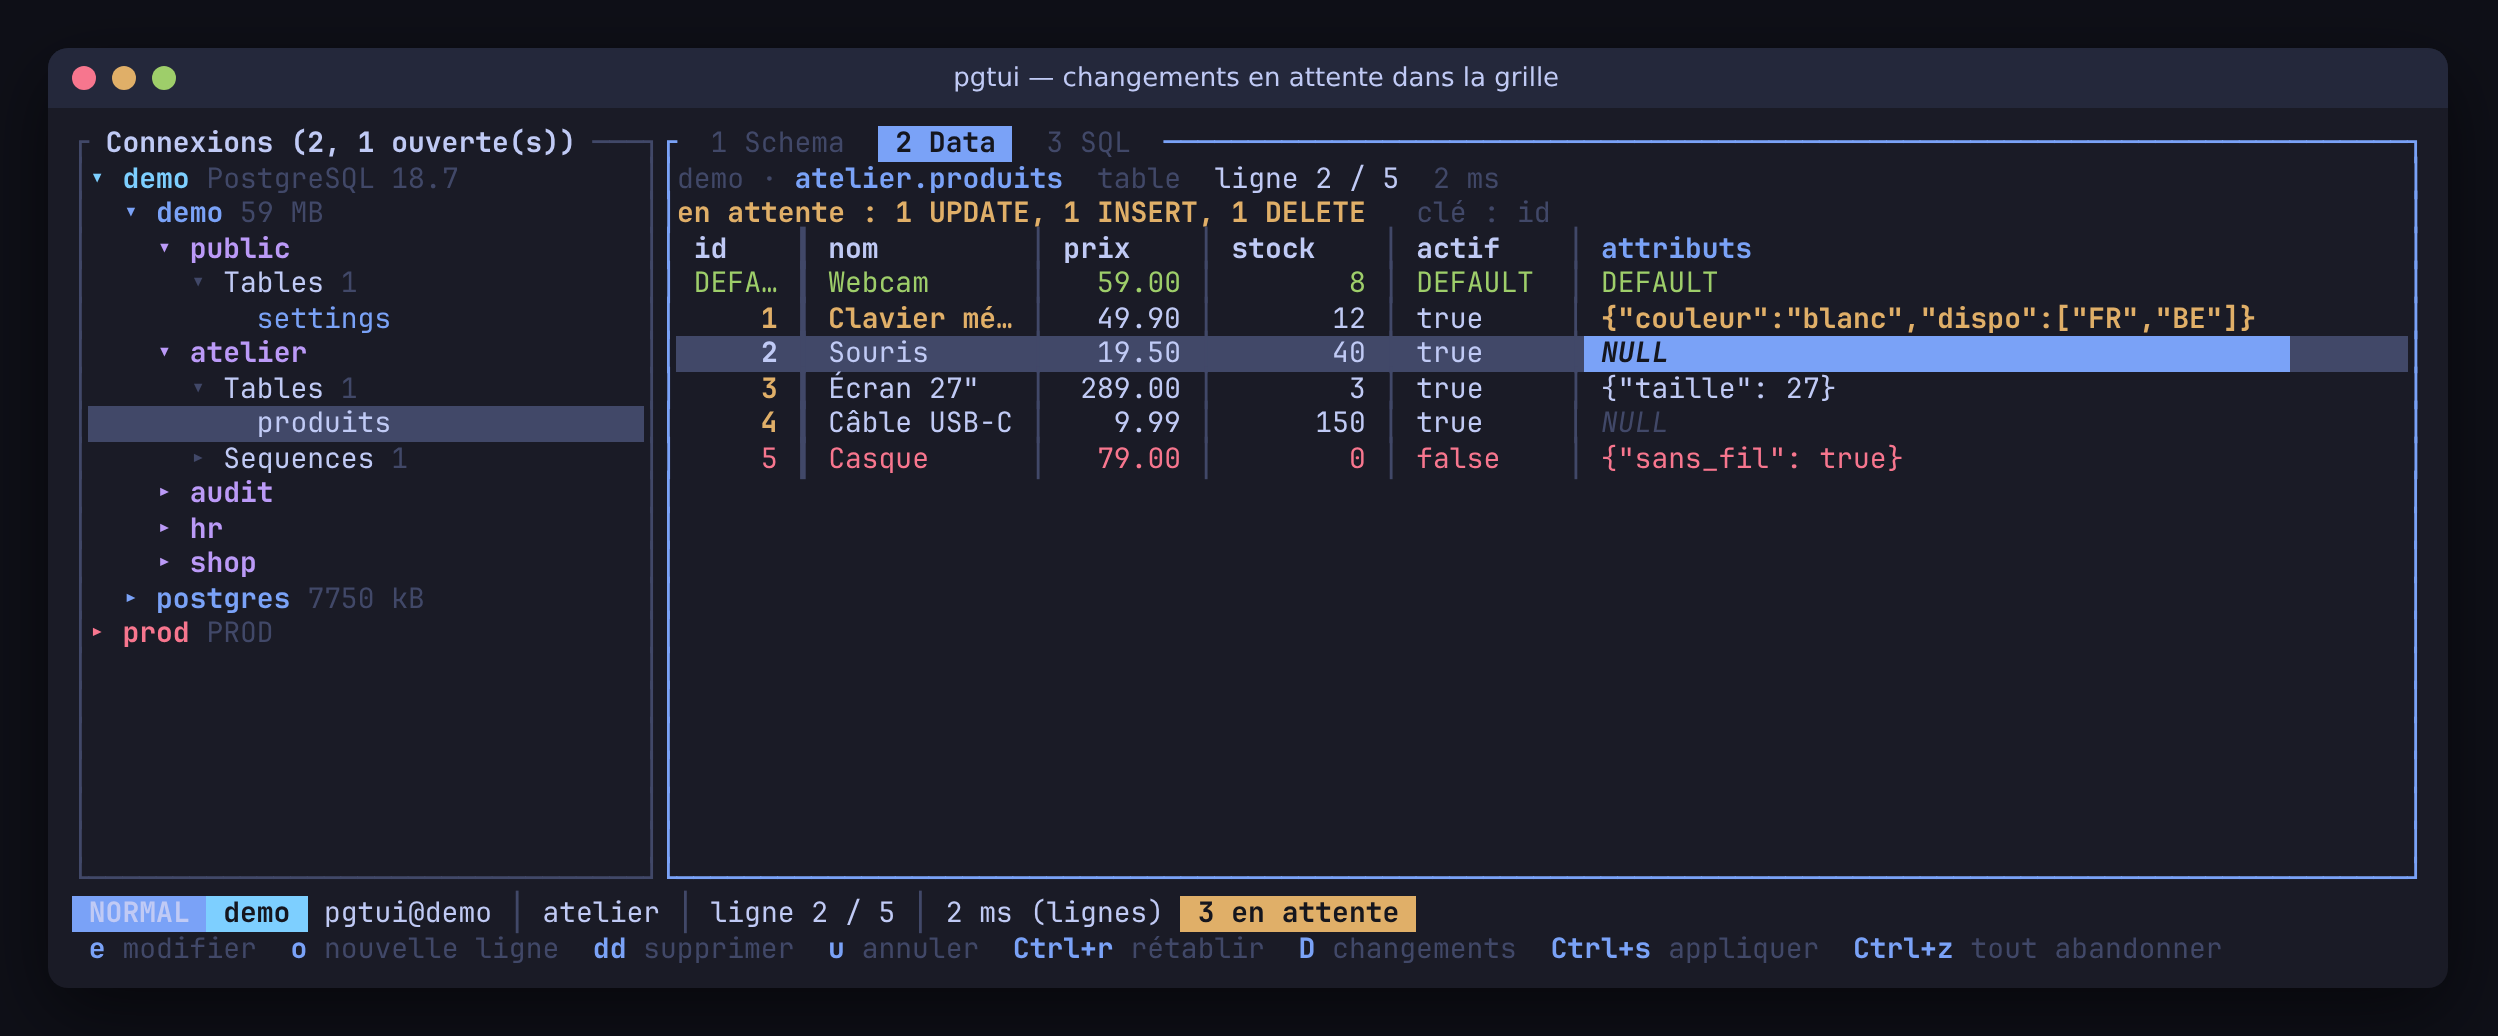 pgtui — changements en attente dans la grille
Connexions (2, 1 ouverte(s))
▾ demo PostgreSQL 18.7
▾ demo 59 MB
▾ public
▾ Tables 1
settings
▾ atelier
▾ Tables 1
produits
▸ Sequences 1
▸ audit
▸ hr
▸ shop
▸ postgres 7750 kB
▸ prod PROD
1 Schema 2 Data 3 SQL
demo · atelier.produits table ligne 2 / 5 2 ms
en attente : 1 UPDATE, 1 INSERT, 1 DELETE clé : id
id nom prix stock actif attributs
DEFA… Webcam 59.00 8 DEFAULT DEFAULT
1 Clavier mé… 49.90 12 true {"couleur":"blanc","dispo":["FR","BE"]}
2 Souris 19.50 40 true NULL
3 Écran 27" 289.00 3 true {"taille": 27}
4 Câble USB-C 9.99 150 true NULL
5 Casque 79.00 0 false {"sans_fil": true}
NORMAL demo pgtui@demo │ atelier │ ligne 2 / 5 │ 2 ms (lignes) 3 en attente
e modifier o nouvelle ligne dd supprimer u annuler Ctrl+r rétablir D changements Ctrl+s appliquer Ctrl+z tout abandonner